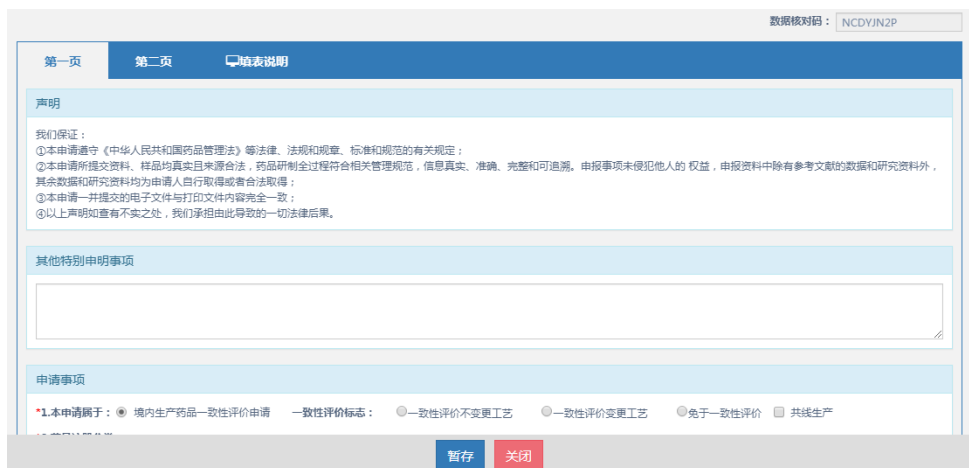 数据核对码： NCDYJN2P
第一页 第二页 填表说明
声明
我们保证：
①本申请遵守《中华人民共和国药品管理法》等法律、法规和规章、标准和规范的有关规定；
②本申请所提交资料、样品均真实且来源合法，药品研制全过程符合相关管理规范，信息真实、准确、完整和可追溯。申报事项未侵犯他人的 权益，申报资料中除有参考文献的数据和研究资料外，
其余数据和研究资料均为申请人自行取得或者合法取得；
③本申请一并提交的电子文件与打印文件内容完全一致；
④以上声明如查有不实之处，我们承担由此导致的一切法律后果。
其他特别申明事项
申请事项
*1.本申请属于： 境内生产药品一致性评价申请 一致性评价标志： 一致性评价不变更工艺 一致性评价变更工艺 免于一致性评价 共线生产
暂存 关闭